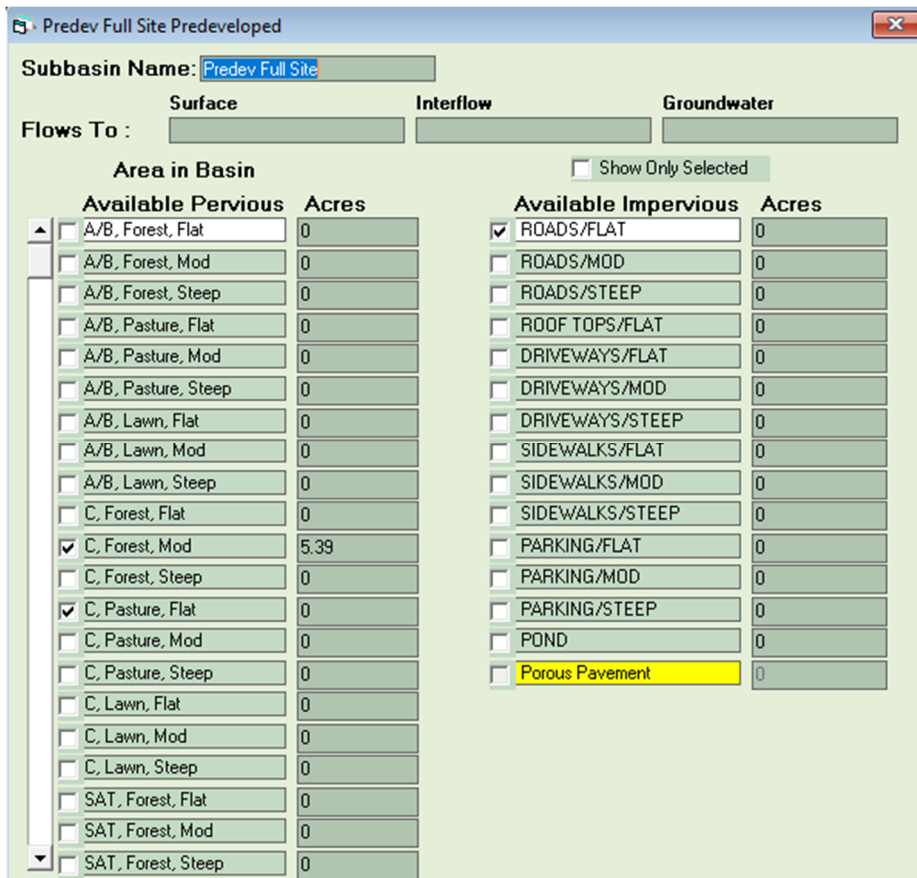 Predev Full Site Predeveloped
Subbasin Name: Predev Full Site
Surface Interflow Groundwater
Flows To :
Area in Basin Show Only Selected
Available Pervious Acres Available Impervious Acres
A/B, Forest, Flat 0 ROADS/FLAT 0
A/B, Forest, Mod 0 ROADS/MOD 0
A/B, Forest, Steep 0 ROADS/STEEP 0
A/B, Pasture, Flat 0 ROOF TOPS/FLAT 0
A/B, Pasture, Mod 0 DRIVEWAYS/FLAT 0
A/B, Pasture, Steep 0 DRIVEWAYS/MOD 0
A/B, Lawn, Flat 0 DRIVEWAYS/STEEP 0
A/B, Lawn, Mod 0 SIDEWALKS/FLAT 0
A/B, Lawn, Steep 0 SIDEWALKS/MOD 0
C, Forest, Flat 0 SIDEWALKS/STEEP 0
C, Forest, Mod 5.39 PARKING/FLAT 0
C, Forest, Steep 0 PARKING/MOD 0
C, Pasture, Flat 0 PARKING/STEEP 0
C, Pasture, Mod 0 POND 0
C, Pasture, Steep 0 Porous Pavement 0
C, Lawn, Flat 0
C, Lawn, Mod 0
C, Lawn, Steep 0
SAT, Forest, Flat 0
SAT, Forest, Mod 0
SAT, Forest, Steep 0